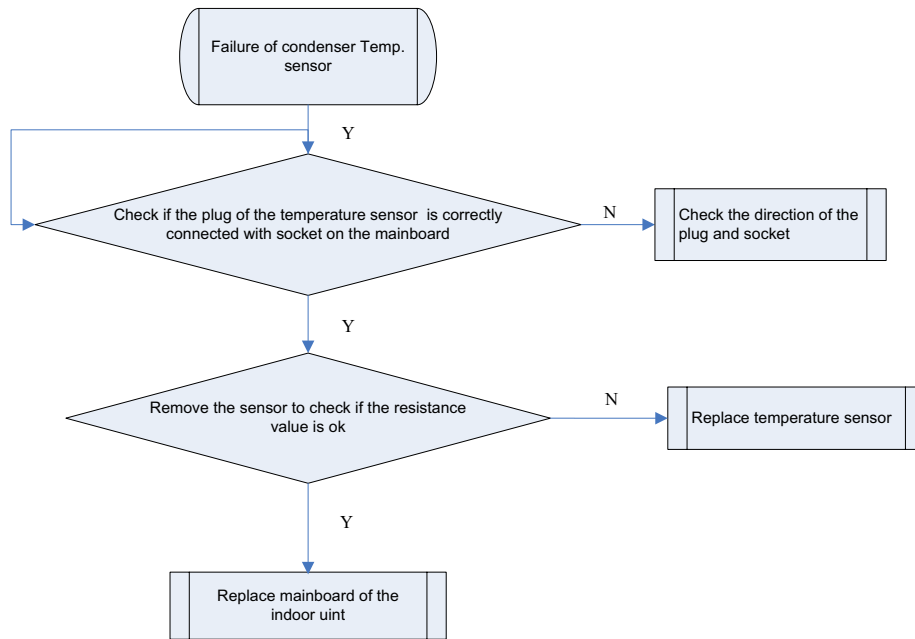 Failure of condenser Temp.
sensor
Y
Check if the plug of the temperature sensor is correctly
connected with socket on the mainboard
N
Check the direction of the
plug and socket
Y
Remove the sensor to check if the resistance
value is ok
N
Replace temperature sensor
Y
Replace mainboard of the
indoor uint